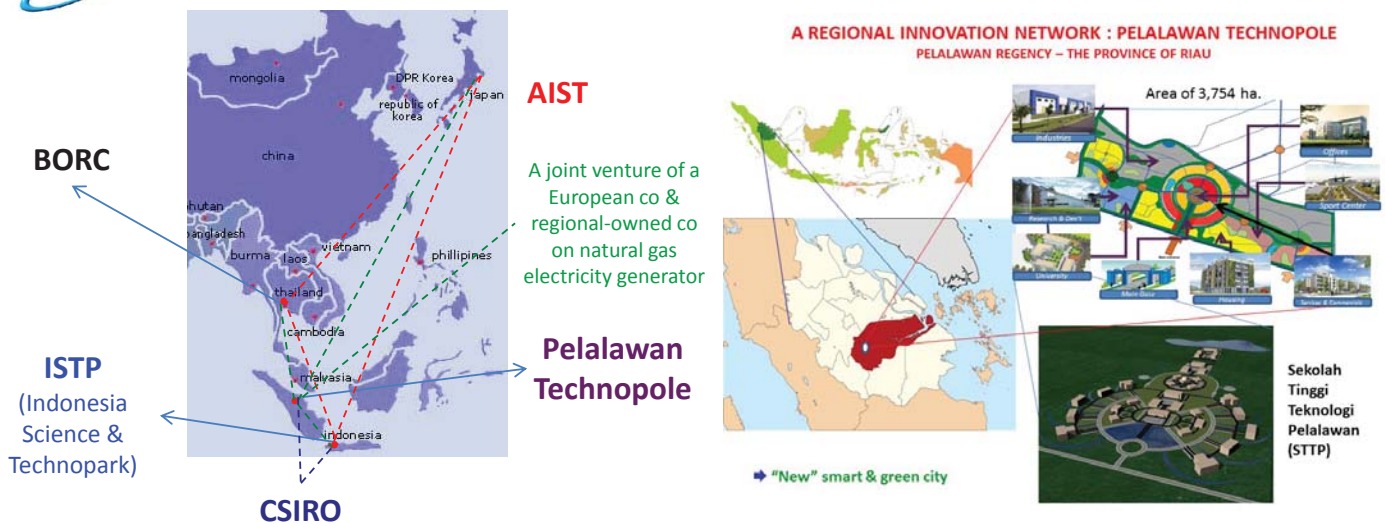 mongolia
DPR Korea
republic of
korea
japan
china
bhutan
bangladesh
burma
laos
vietnam
thailand
cambodia
phillipines
malyasia
indonesia
BORC
ISTP
(Indonesia
Science &
Technopark)
CSIRO
AIST
A joint venture of a
European co &
regional-owned co
on natural gas
electricity generator
Pelalawan
Technopole
A REGIONAL INNOVATION NETWORK : PELALAWAN TECHNOPOLE
PELALAWAN REGENCY – THE PROVINCE OF RIAU
Area of 3,754 ha.
Industries
Offices
Research & Dev't
Sport Center
University
Main Gate
Housing
Service & Commercials
Sekolah
Tinggi
Teknologi
Pelalawan
(STTP)
"New" smart & green city